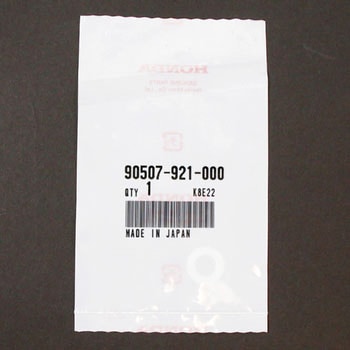 HONDA
90507-921-000
QTY 1 K8E22
MADE IN JAPAN